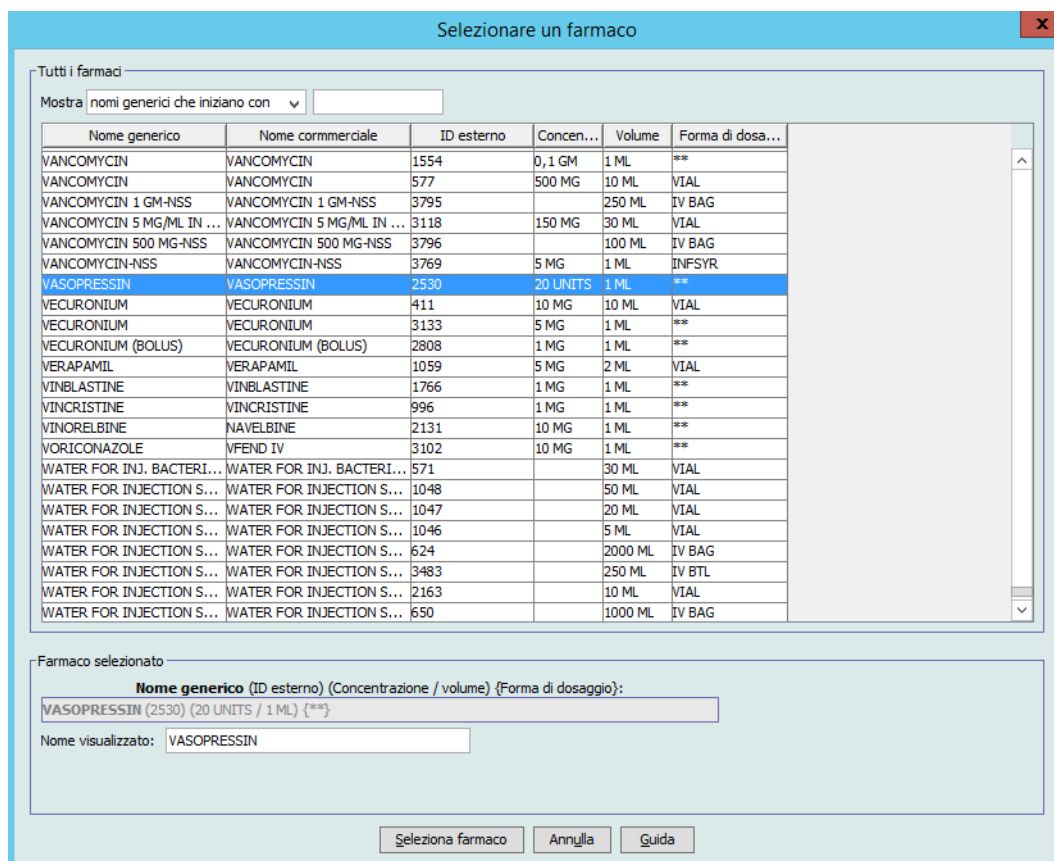 Selezionare un farmaco
x
Tutti i farmaci
Mostra nomi generici che iniziano con
Nome generico Nome cormmerciale ID esterno Concen... Volume Forma di dosa...
VANCOMYCIN VANCOMYCIN 1554 0,1 GM 1 ML **
VANCOMYCIN VANCOMYCIN 577 500 MG 10 ML VIAL
VANCOMYCIN 1 GM-NSS VANCOMYCIN 1 GM-NSS 3795 250 ML IV BAG
VANCOMYCIN 5 MG/ML IN ... VANCOMYCIN 5 MG/ML IN ... 3118 150 MG 30 ML VIAL
VANCOMYCIN 500 MG-NSS VANCOMYCIN 500 MG-NSS 3796 100 ML IV BAG
VANCOMYCIN-NSS VANCOMYCIN-NSS 3769 5 MG 1 ML INFSYR
VASOPRESSIN VASOPRESSIN 2530 20 UNITS 1 ML **
VECURONIUM VECURONIUM 411 10 MG 10 ML VIAL
VECURONIUM VECURONIUM 3133 5 MG 1 ML **
VECURONIUM (BOLUS) VECURONIUM (BOLUS) 2808 1 MG 1 ML **
VERAPAMIL VERAPAMIL 1059 5 MG 2 ML VIAL
VINBLASTINE VINBLASTINE 1766 1 MG 1 ML **
VINCRISTINE VINCRISTINE 996 1 MG 1 ML **
VINORELBINE NAVELBINE 2131 10 MG 1 ML **
VORICONAZOLE VFEND IV 3102 10 MG 1 ML **
WATER FOR INJ. BACTERI... WATER FOR INJ. BACTERI... 571 30 ML VIAL
WATER FOR INJECTION S... WATER FOR INJECTION S... 1048 50 ML VIAL
WATER FOR INJECTION S... WATER FOR INJECTION S... 1047 20 ML VIAL
WATER FOR INJECTION S... WATER FOR INJECTION S... 1046 5 ML VIAL
WATER FOR INJECTION S... WATER FOR INJECTION S... 624 2000 ML IV BAG
WATER FOR INJECTION S... WATER FOR INJECTION S... 3483 250 ML IV BTL
WATER FOR INJECTION S... WATER FOR INJECTION S... 2163 10 ML VIAL
WATER FOR INJECTION S... WATER FOR INJECTION S... 650 1000 ML IV BAG
Farmaco selezionato
Nome generico (ID esterno) (Concentrazione / volume) {Forma di dosaggio}:
VASOPRESSIN (2530) (20 UNITS / 1 ML) {**}
Nome visualizzato: VASOPRESSIN
Seleziona farmaco Annulla Guida